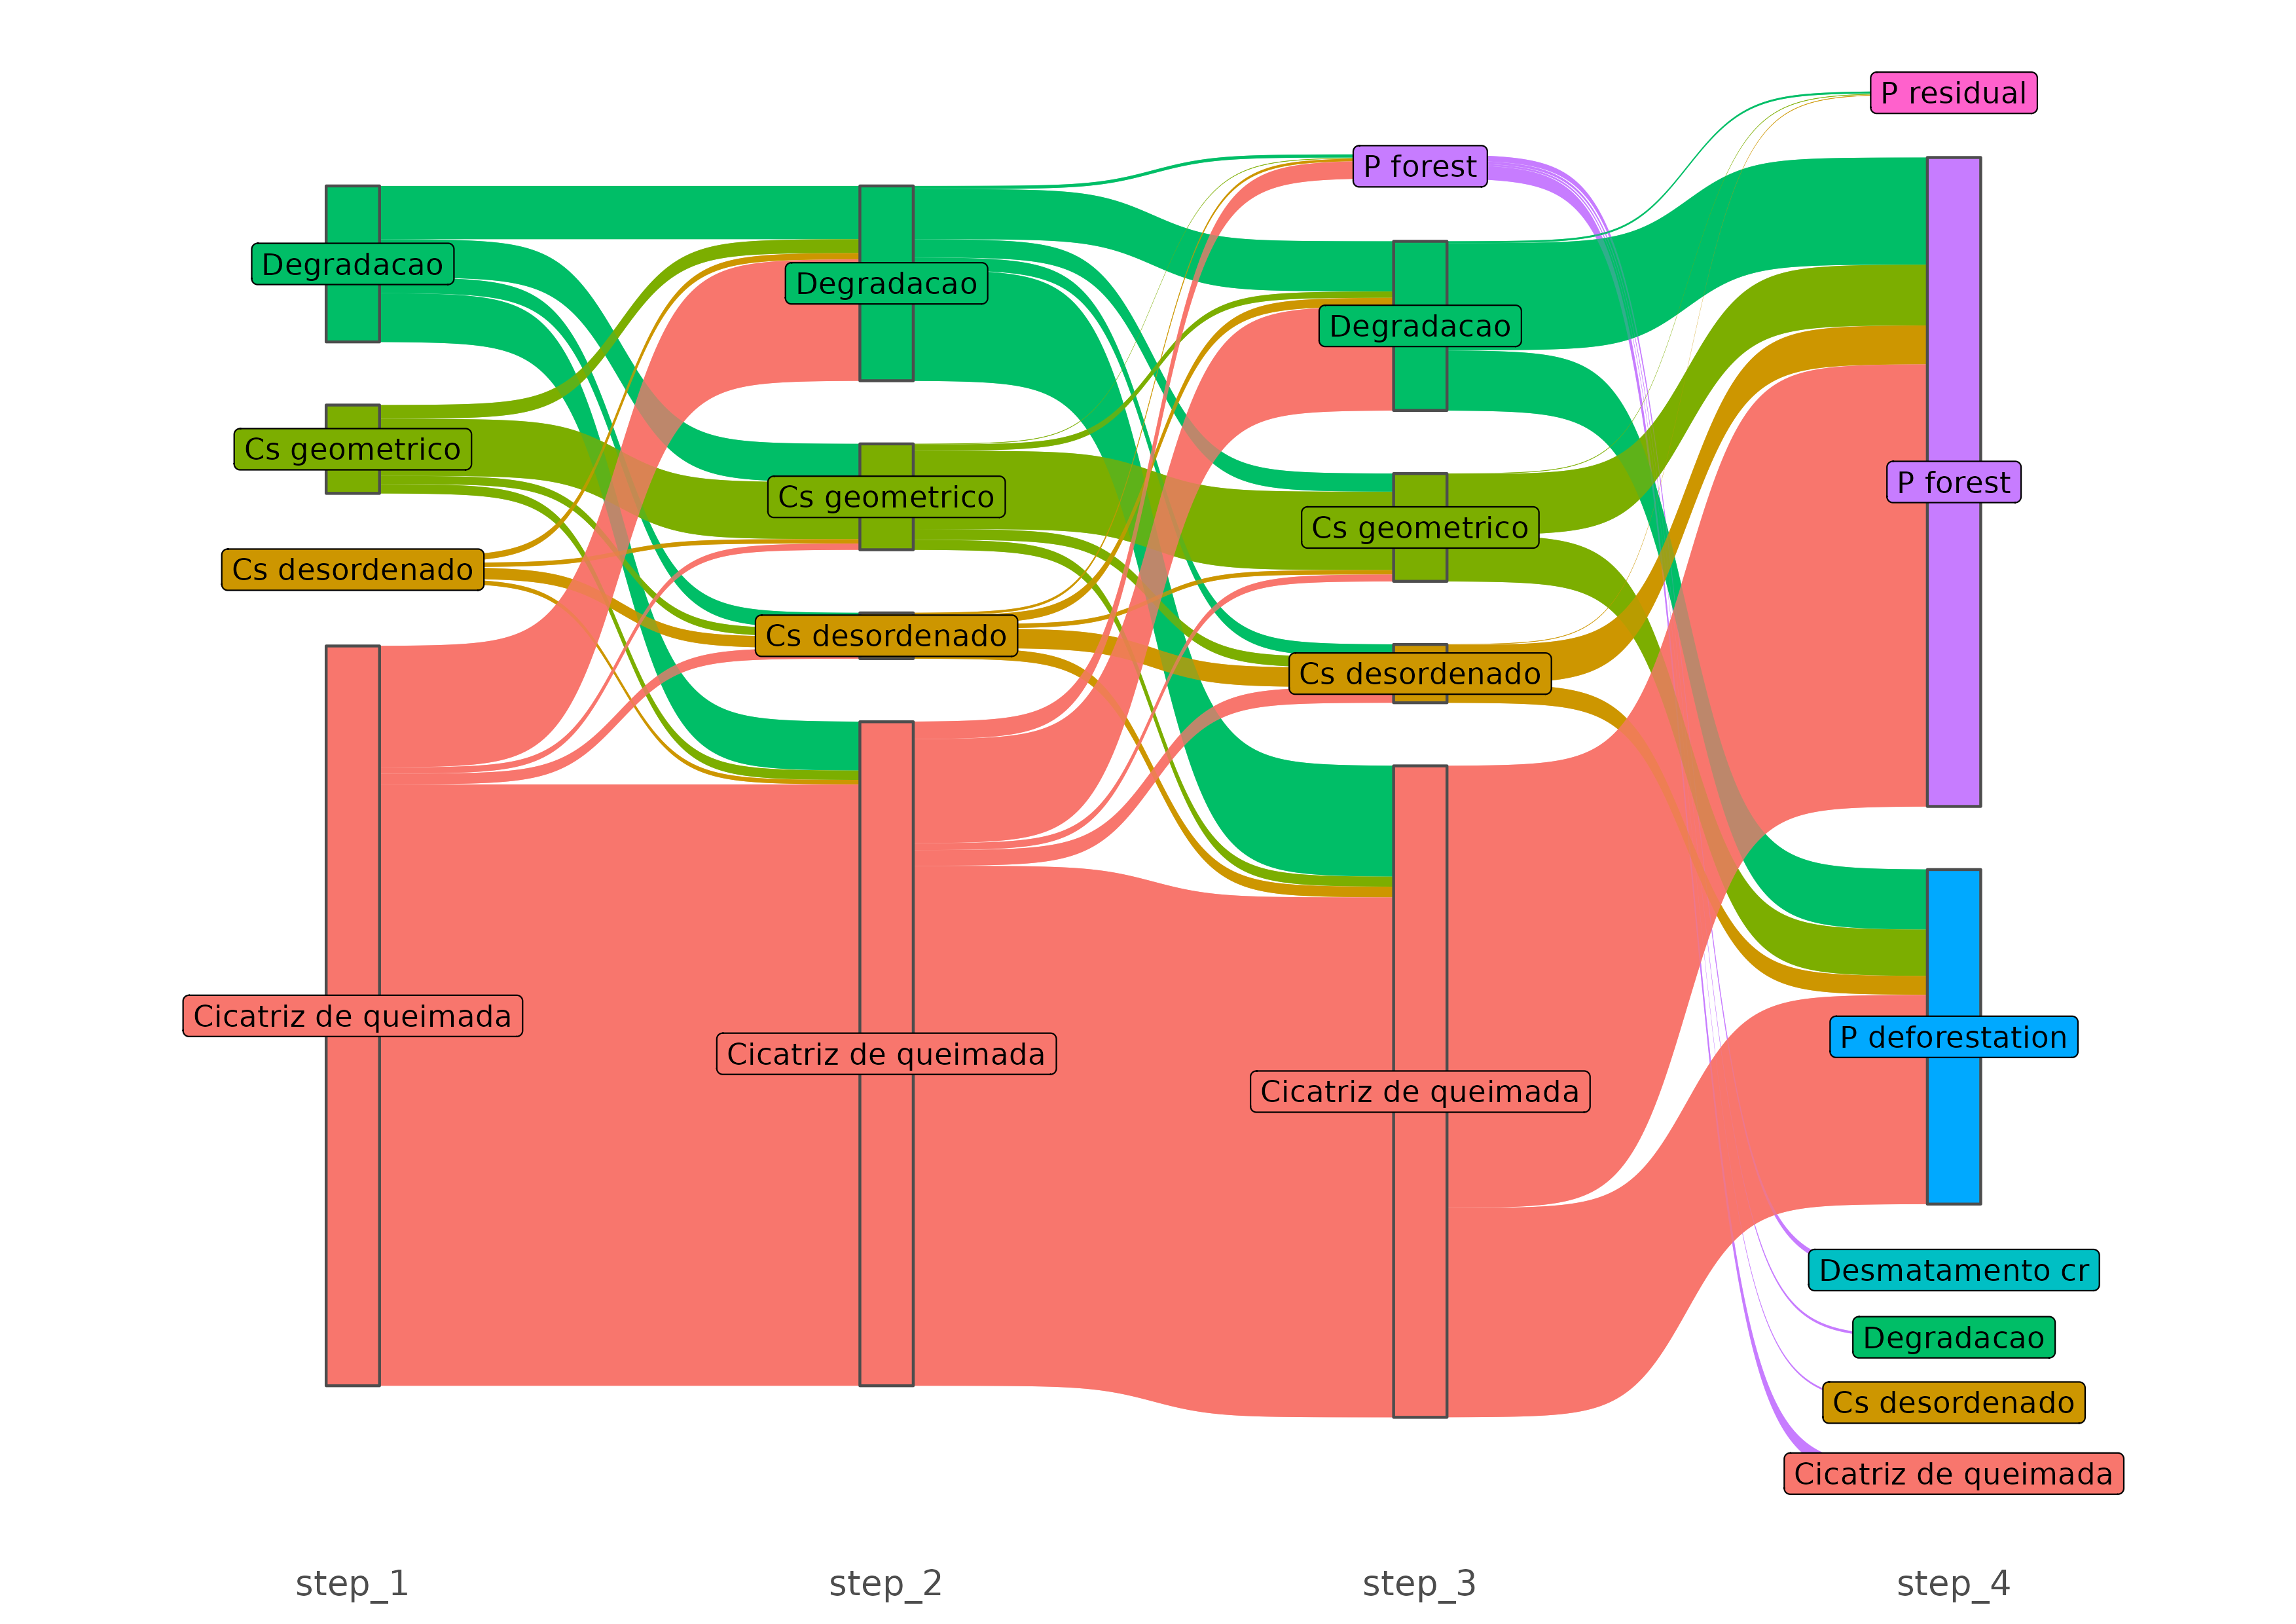 Degradacao
Cs geometrico
Cs desordenado
Cicatriz de queimada
Degradacao
Cs geometrico
Cs desordenado
Cicatriz de queimada
P forest
Degradacao
Cs geometrico
Cs desordenado
Cicatriz de queimada
P residual
P forest
P deforestation
Desmatamento cr
Degradacao
Cs desordenado
Cicatriz de queimada
step_1
step_2
step_3
step_4